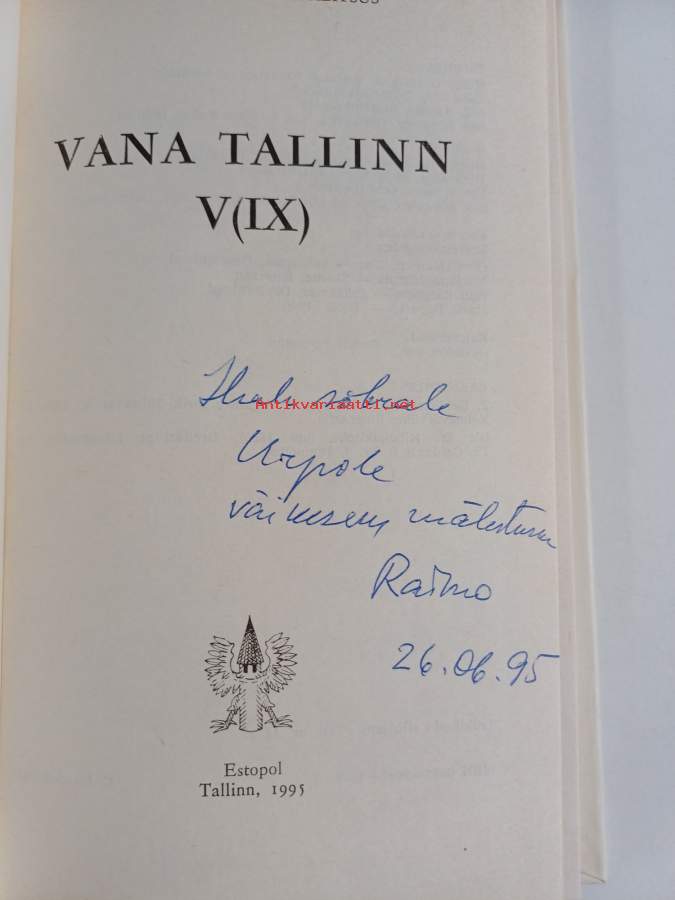 VANA TALLINN
V(IX)
Heale sõbrale
Antikvariaatti.net
Urpole
väikeseks mälestuseks
Raimo
26.06.95
Estopol
Tallinn, 1995